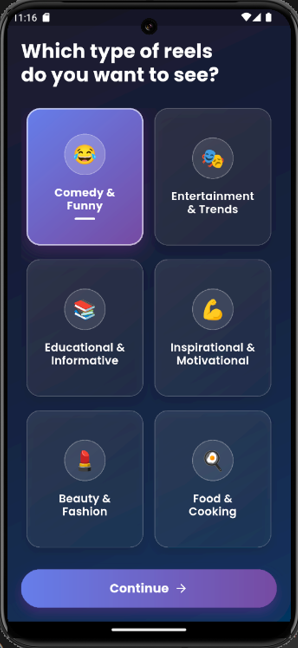 11:16
Which type of reels
do you want to see?
Comedy &
Funny
Entertainment
& Trends
Educational &
Informative
Inspirational &
Motivational
Beauty &
Fashion
Food &
Cooking
Continue →